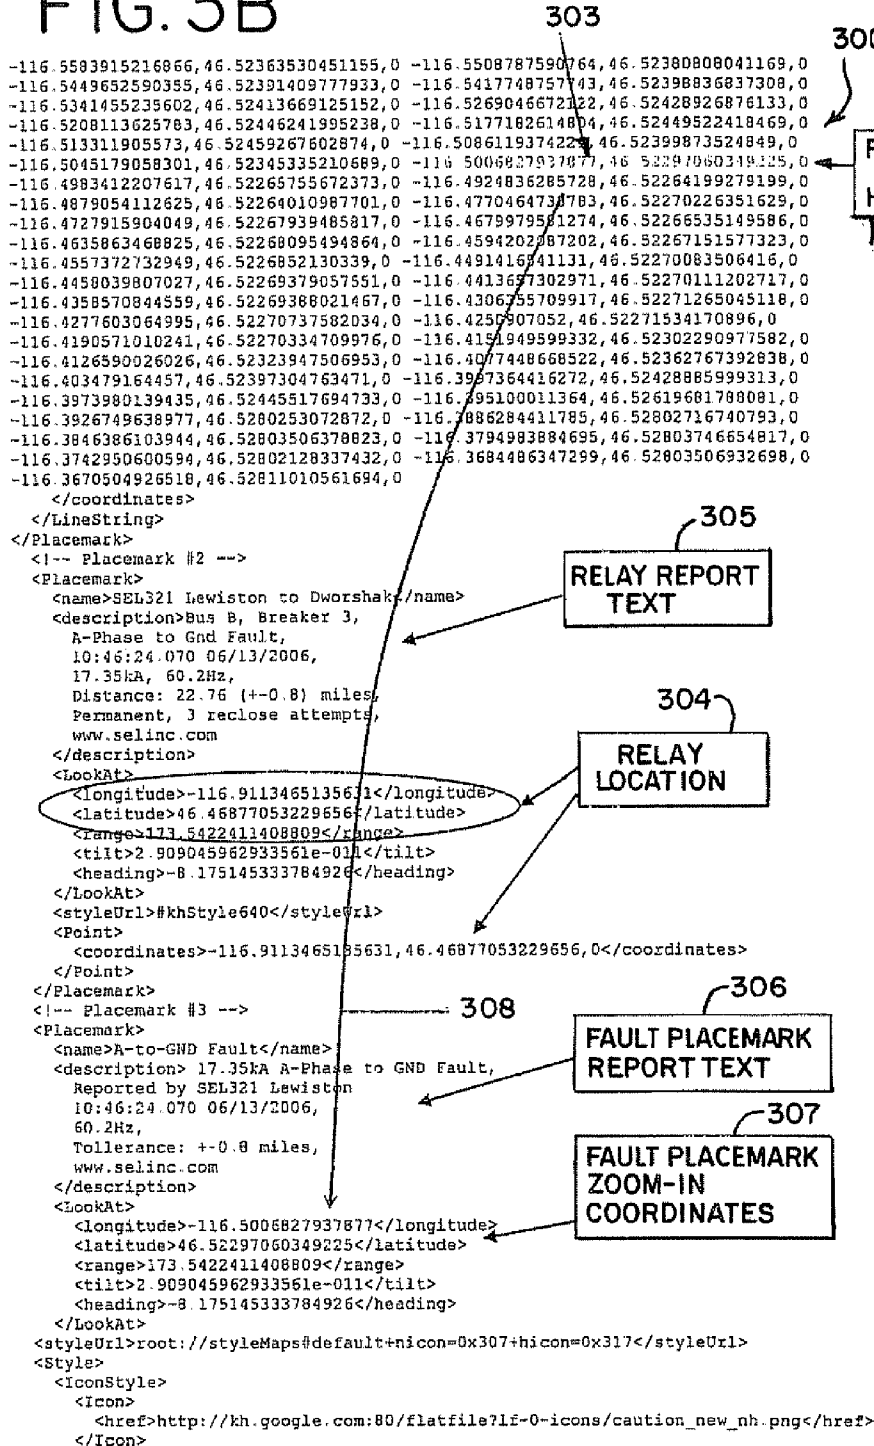 FIG. 3B
303
300
-116.5583915216866,46.52363530451155,0 -116.5508787590764,46.52380808041169,0
-116.5449652590355,46.52391409777933,0 -116.5417748757743,46.52398836837308,0
-116.5341455235602,46.52413669125152,0 -116.5269046672122,46.52428926876133,0
-116.5208113625783,46.52446241995238,0 -116.5177182614804,46.52449522418469,0
-116.513311905573,46.52459267602874,0 46.52399873524849,0
-116.5045179058301,46.52345335210689,0 -116.5006827937877,46.52297060349225,0
-116.4983412207617,46.52265755672373,0 -116.4924836285728,46.52264199279199,0
-116.4879054112625,46.52264010987701,0 46.52270226351629,0
-116.4727915904049,46.52267939485817,0 -116.4679979581274,46.52266535149586,0
-116.4635863468825,46.52268095494864,0 -116.4594202087202,46.52267151577323,0
-116.4557372732949,46.5226852130339,0 -116.4491416941131,46.52270083506416,0
-116.4458039807027,46.52269379057551,0 -116.4413657302971,46.52270111202717,0
-116.4358570844559,46.52269388021467,0 -116.4306355709917,46.52271265045118,0
-116.4277603064995,46.52270737582034,0 -116.4250907052,46.52271534170896,0
-116.4190571010241,46.52270334709976,0 -116.4151949599332,46.52302290977582,0
-116.4126590026026,46.52323947506953,0 -116.4077448668522,46.52362767392838,0
-116.403479164457,46.52397304763471,0 -116.3997364416272,46.52428885999313,0
-116.3973980139435,46.52445517694733,0 -116.395100011364,46.52619681788081,0
-116.3926749638977,46.5280253072872,0 -116.3886284411785,46.52802716740793,0
-116.3846386103944,46.52803506378823,0 -116.3794983884695,46.52803746654817,0
-116.3742950600594,46.52802128337432,0 -116.3684486347299,46.52803506932698,0
-116.3670504926518,46.52811010561694,0
</coordinates>
</LineString>
</Placemark>
305
<!-- Placemark #2 -->
<Placemark>
<name>SEL321 Lewiston to Dworshak</name>
RELAY REPORT
TEXT
<description>Bus B, Breaker 3,
A-Phase to Gnd Fault,
10:46:24.070 06/13/2006,
17.35kA, 60.2Hz,
Distance: 22.76 (+-0.8) miles,
Permanent, 3 reclose attempts,
www.selinc.com
</description>
304
RELAY
LOCATION
<LookAt>
<longitude>-116.9113465135631</longitude>
<latitude>46.46877053229656</latitude>
<range>173.5422411408809</range>
<tilt>2.909045962933561e-011</tilt>
<heading>-8.175145333784926</heading>
</LookAt>
<styleUrl>#khStyle640</styleUrl>
<Point>
<coordinates>-116.9113465135631,46.46877053229656,0</coordinates>
</Point>
</Placemark>
<!-- Placemark #3 -->
308
306
<Placemark>
<name>A-to-GND Fault</name>
FAULT PLACEMARK
REPORT TEXT
<description> 17.35kA A-Phase to GND Fault,
Reported by SEL321 Lewiston
10:46:24.070 06/13/2006,
60.2Hz,
Tollerance: +-0.8 miles,
www.selinc.com
</description>
307
FAULT PLACEMARK
ZOOM-IN
COORDINATES
<LookAt>
<longitude>-116.5006827937877</longitude>
<latitude>46.52297060349225</latitude>
<range>173.5422411408809</range>
<tilt>2.909045962933561e-011</tilt>
<heading>-8.175145333784926</heading>
</LookAt>
<styleUrl>root://styleMaps#default+nicon=0x307+hicon=0x317</styleUrl>
<Style>
<IconStyle>
<Icon>
<href>http://kh.google.com:80/flatfile?lf-0-icons/caution_new_nh.png</href>
</Icon>